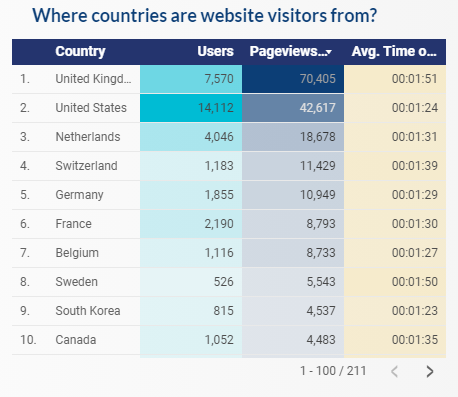 Where countries are website visitors from?
Country Users Pageviews... Avg. Time o...
1. United Kingd... 7,570 70,405 00:01:51
2. United States 14,112 42,617 00:01:24
3. Netherlands 4,046 18,678 00:01:31
4. Switzerland 1,183 11,429 00:01:39
5. Germany 1,855 10,949 00:01:29
6. France 2,190 8,793 00:01:30
7. Belgium 1,116 8,733 00:01:27
8. Sweden 526 5,543 00:01:50
9. South Korea 815 4,537 00:01:23
10. Canada 1,052 4,483 00:01:35
1 - 100 / 211